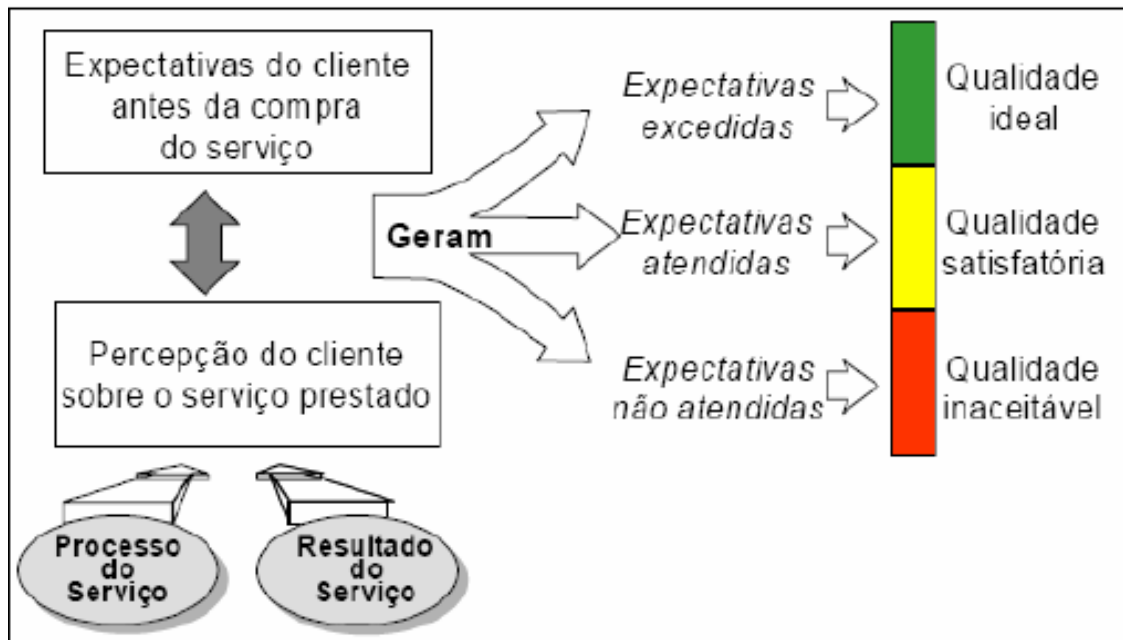 Expectativas do cliente
antes da compra
do serviço
Percepção do cliente
sobre o serviço prestado
Processo
do
Serviço
Resultado
do
Serviço
Geram
Expectativas
excedidas
Qualidade
ideal
Expectativas
atendidas
Qualidade
satisfatória
Expectativas
não atendidas
Qualidade
inaceitável